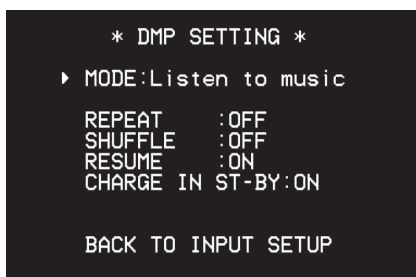 * DMP SETTING *
▸ MODE:Listen to music
REPEAT :OFF
SHUFFLE :OFF
RESUME :ON
CHARGE IN ST-BY:ON
BACK TO INPUT SETUP